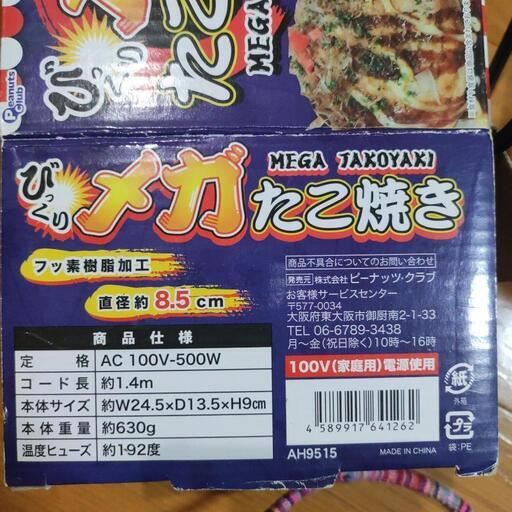 びっくり
たこ
MEGA
Peanuts Club
びっくり
メガ
MEGA TAKOYAKI
たこ焼き
フッ素樹脂加工
直径約8.5cm
商品仕様
定格 AC 100V-500W
コード長 約1.4m
本体サイズ 約W24.5×D13.5×H9cm
本体重量 約630g
温度ヒューズ 約192度
商品不具合についてのお問い合わせ
発売元 株式会社ピーナッツ・クラブ
お客様サービスセンター
〒577-0034
大阪府東大阪市御厨南2-1-33
TEL 06-6789-3438
月〜金(祝日除く)10時〜16時
100V(家庭用)電源使用
4 589917 641262
AH9515
MADE IN CHINA
紙
外箱
プラ
袋:PE